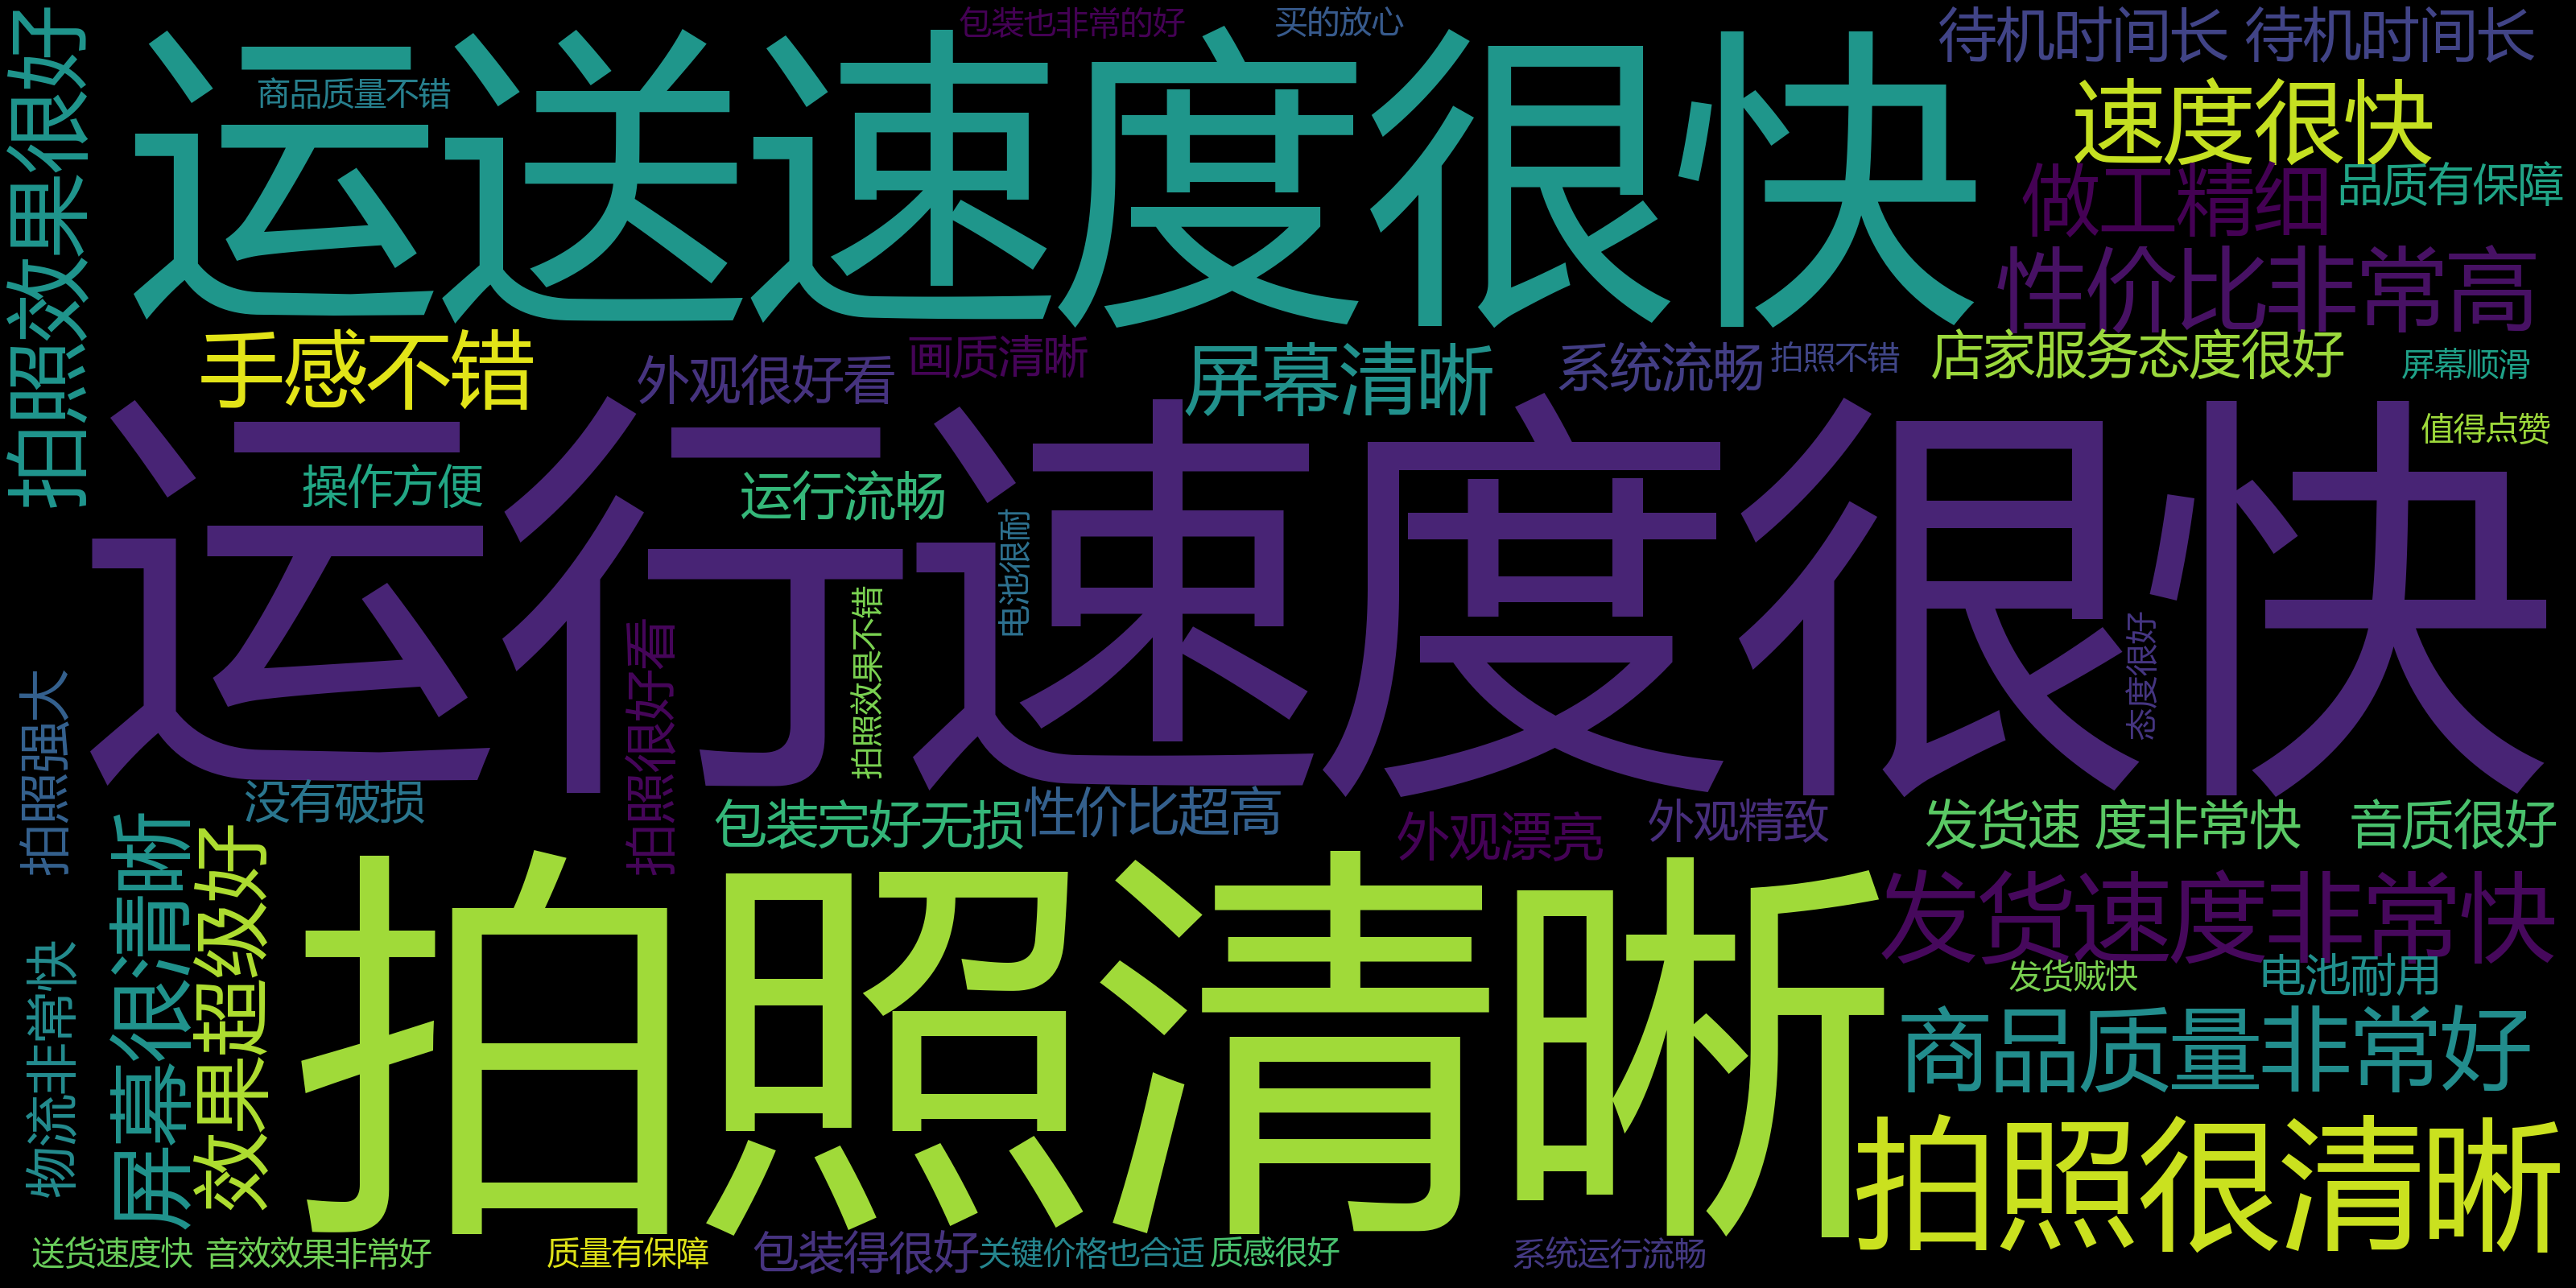 包装也非常的好
买的放心
待机时间长
待机时间长
拍照效果很好
运送速度很快
商品质量不错
速度很快
做工精细
品质有保障
性价比非常高
手感不错
外观很好看
画质清晰
屏幕清晰
系统流畅
拍照不错
店家服务态度很好
屏幕顺滑
值得点赞
运行速度很快
操作方便
运行流畅
电池很耐
拍照效果不错
拍照很好看
态度很好
拍照强大
没有破损
包装完好无损
性价比超高
外观漂亮
外观精致
发货速 度非常快
音质很好
屏幕很清晰
效果超级好
拍照清晰
发货速度非常快
发货贼快
电池耐用
物流非常快
商品质量非常好
拍照很清晰
送货速度快
音效效果非常好
质量有保障
包装得很好
关键价格也合适
质感很好
系统运行流畅